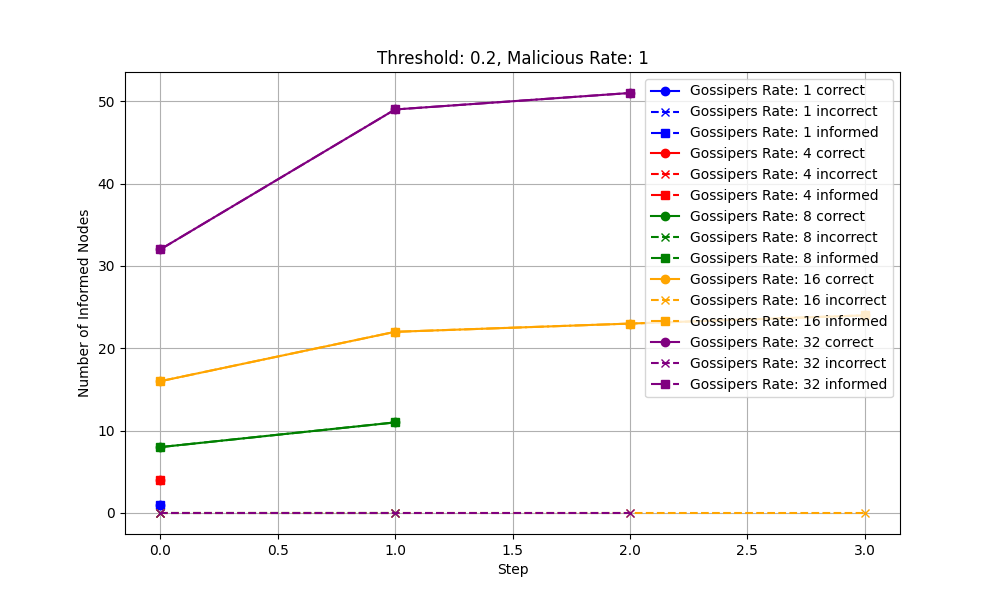 Threshold: 0.2, Malicious Rate: 1
Number of Informed Nodes
50
40
30
20
10
0
Gossipers Rate: 1 correct
Gossipers Rate: 1 incorrect
Gossipers Rate: 1 informed
Gossipers Rate: 4 correct
Gossipers Rate: 4 incorrect
Gossipers Rate: 4 informed
Gossipers Rate: 8 correct
Gossipers Rate: 8 incorrect
Gossipers Rate: 8 informed
Gossipers Rate: 16 correct
Gossipers Rate: 16 incorrect
Gossipers Rate: 16 informed
Gossipers Rate: 32 correct
Gossipers Rate: 32 incorrect
Gossipers Rate: 32 informed
0.0 0.5 1.0 1.5 2.0 2.5 3.0
Step